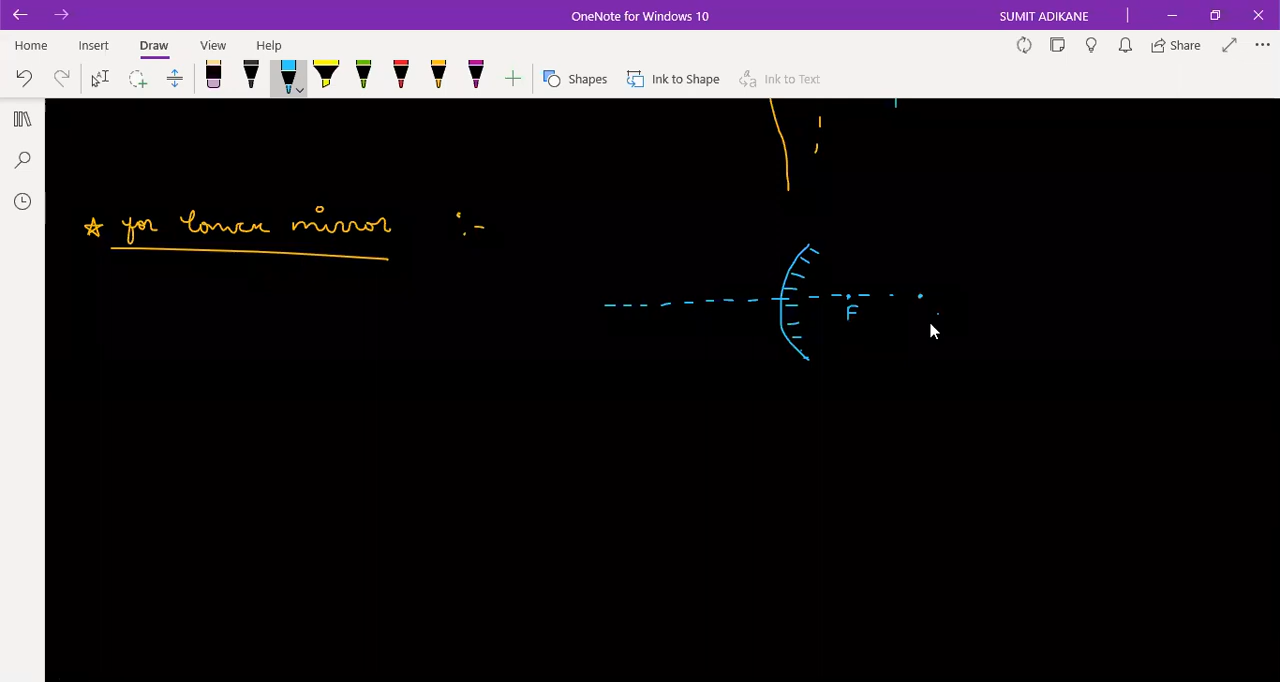 OneNote for Windows 10
SUMIT ADIKANE
Home Insert Draw View Help
Share
Shapes Ink to Shape Ink to Text
for convex mirror :-
F